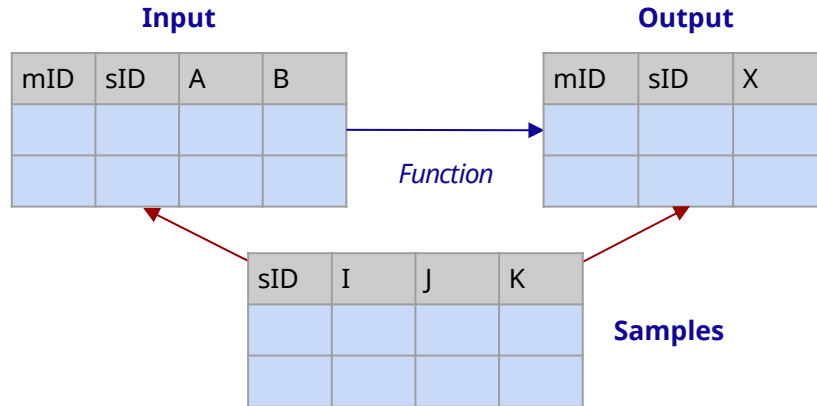 Input
Output
mID sID A B
mID sID X
Function
sID I J K
Samples